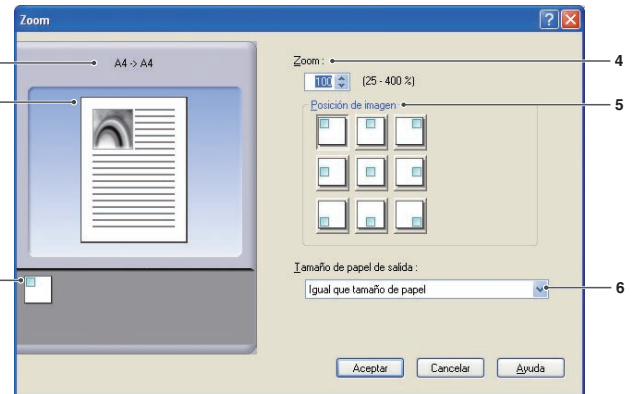 Zoom
A4 -> A4
Zoom :
4
100
(25 - 400 %)
Posición de imagen
5
Tamaño de papel de salida :
Igual que tamaño de papel
6
Aceptar
Cancelar
Ayuda